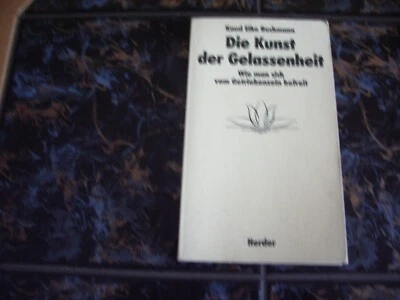 Knud Eike Buchmann
Die Kunst
der Gelassenheit
Wie man sich
vom Getriebensein befreit
Herder